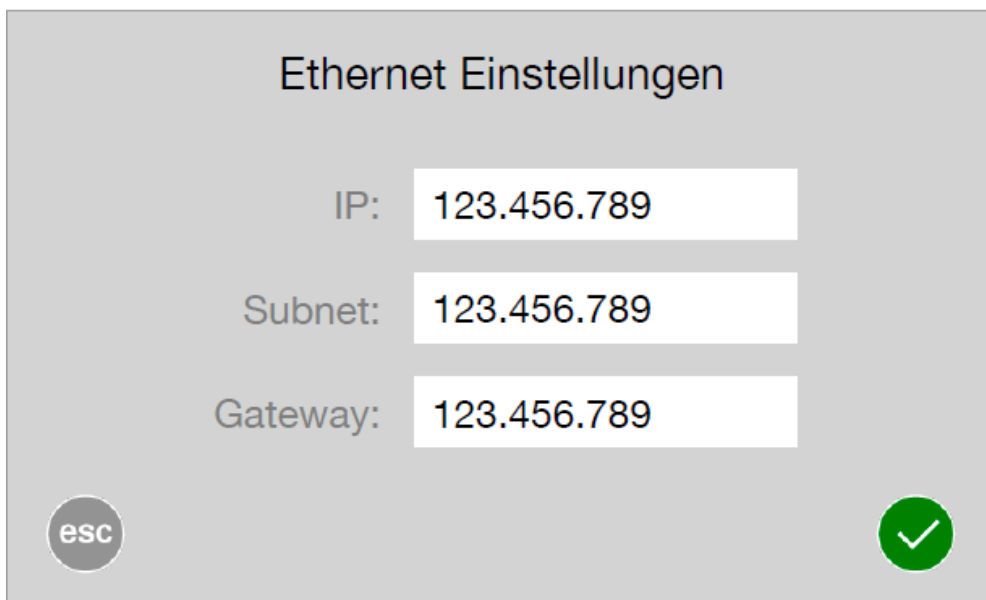 Ethernet Einstellungen
IP: 123.456.789
Subnet: 123.456.789
Gateway: 123.456.789
esc